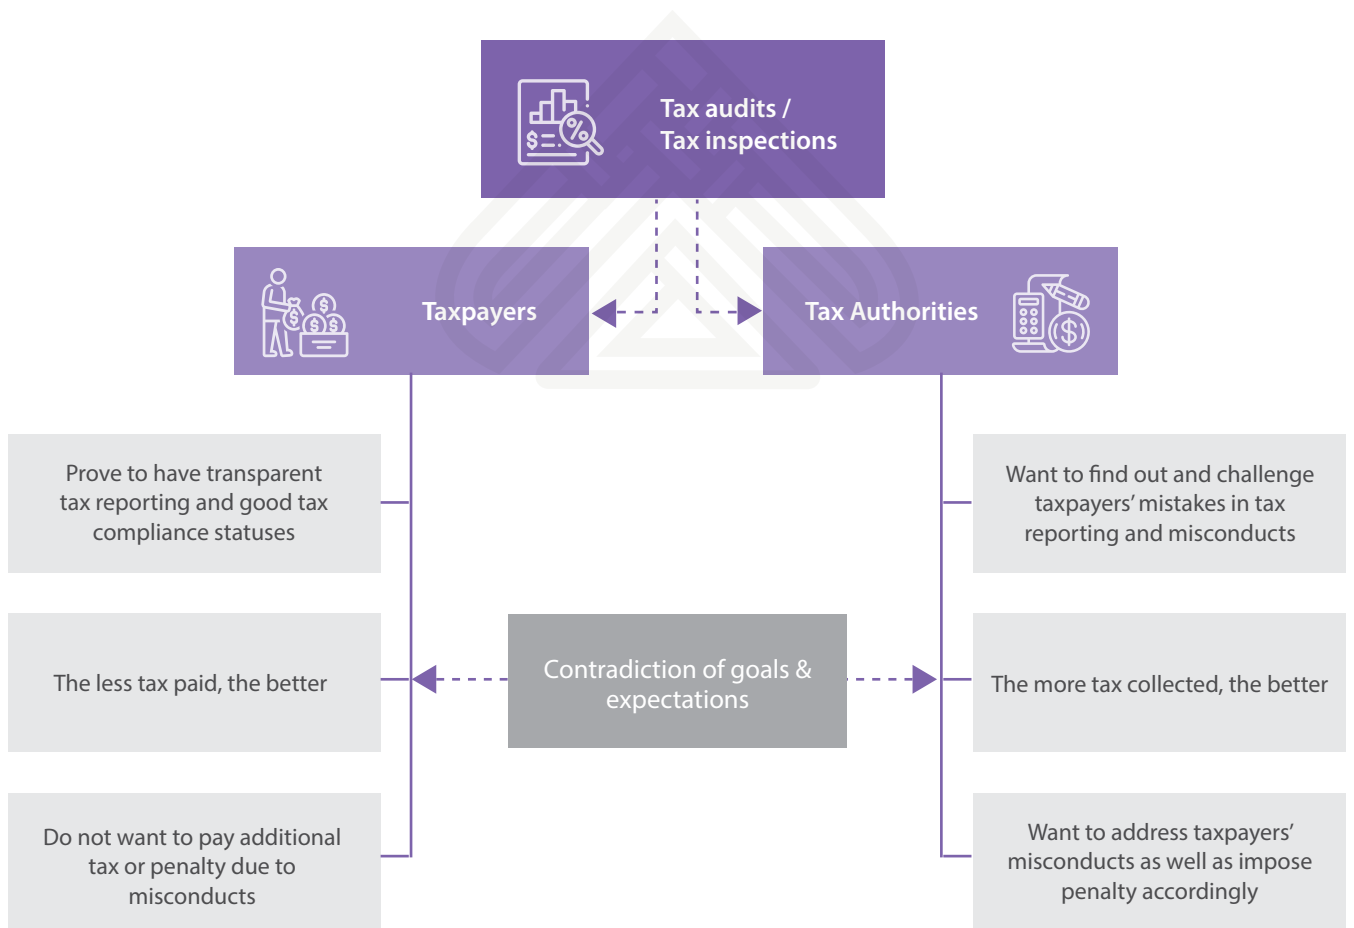 Tax audits /
Tax inspections
Taxpayers
Tax Authorities
Prove to have transparent
tax reporting and good tax
compliance statuses
Want to find out and challenge
taxpayers’ mistakes in tax
reporting and misconducts
The less tax paid, the better
Contradiction of goals &
expectations
The more tax collected, the better
Do not want to pay additional
tax or penalty due to
misconducts
Want to address taxpayers’
misconducts as well as impose
penalty accordingly